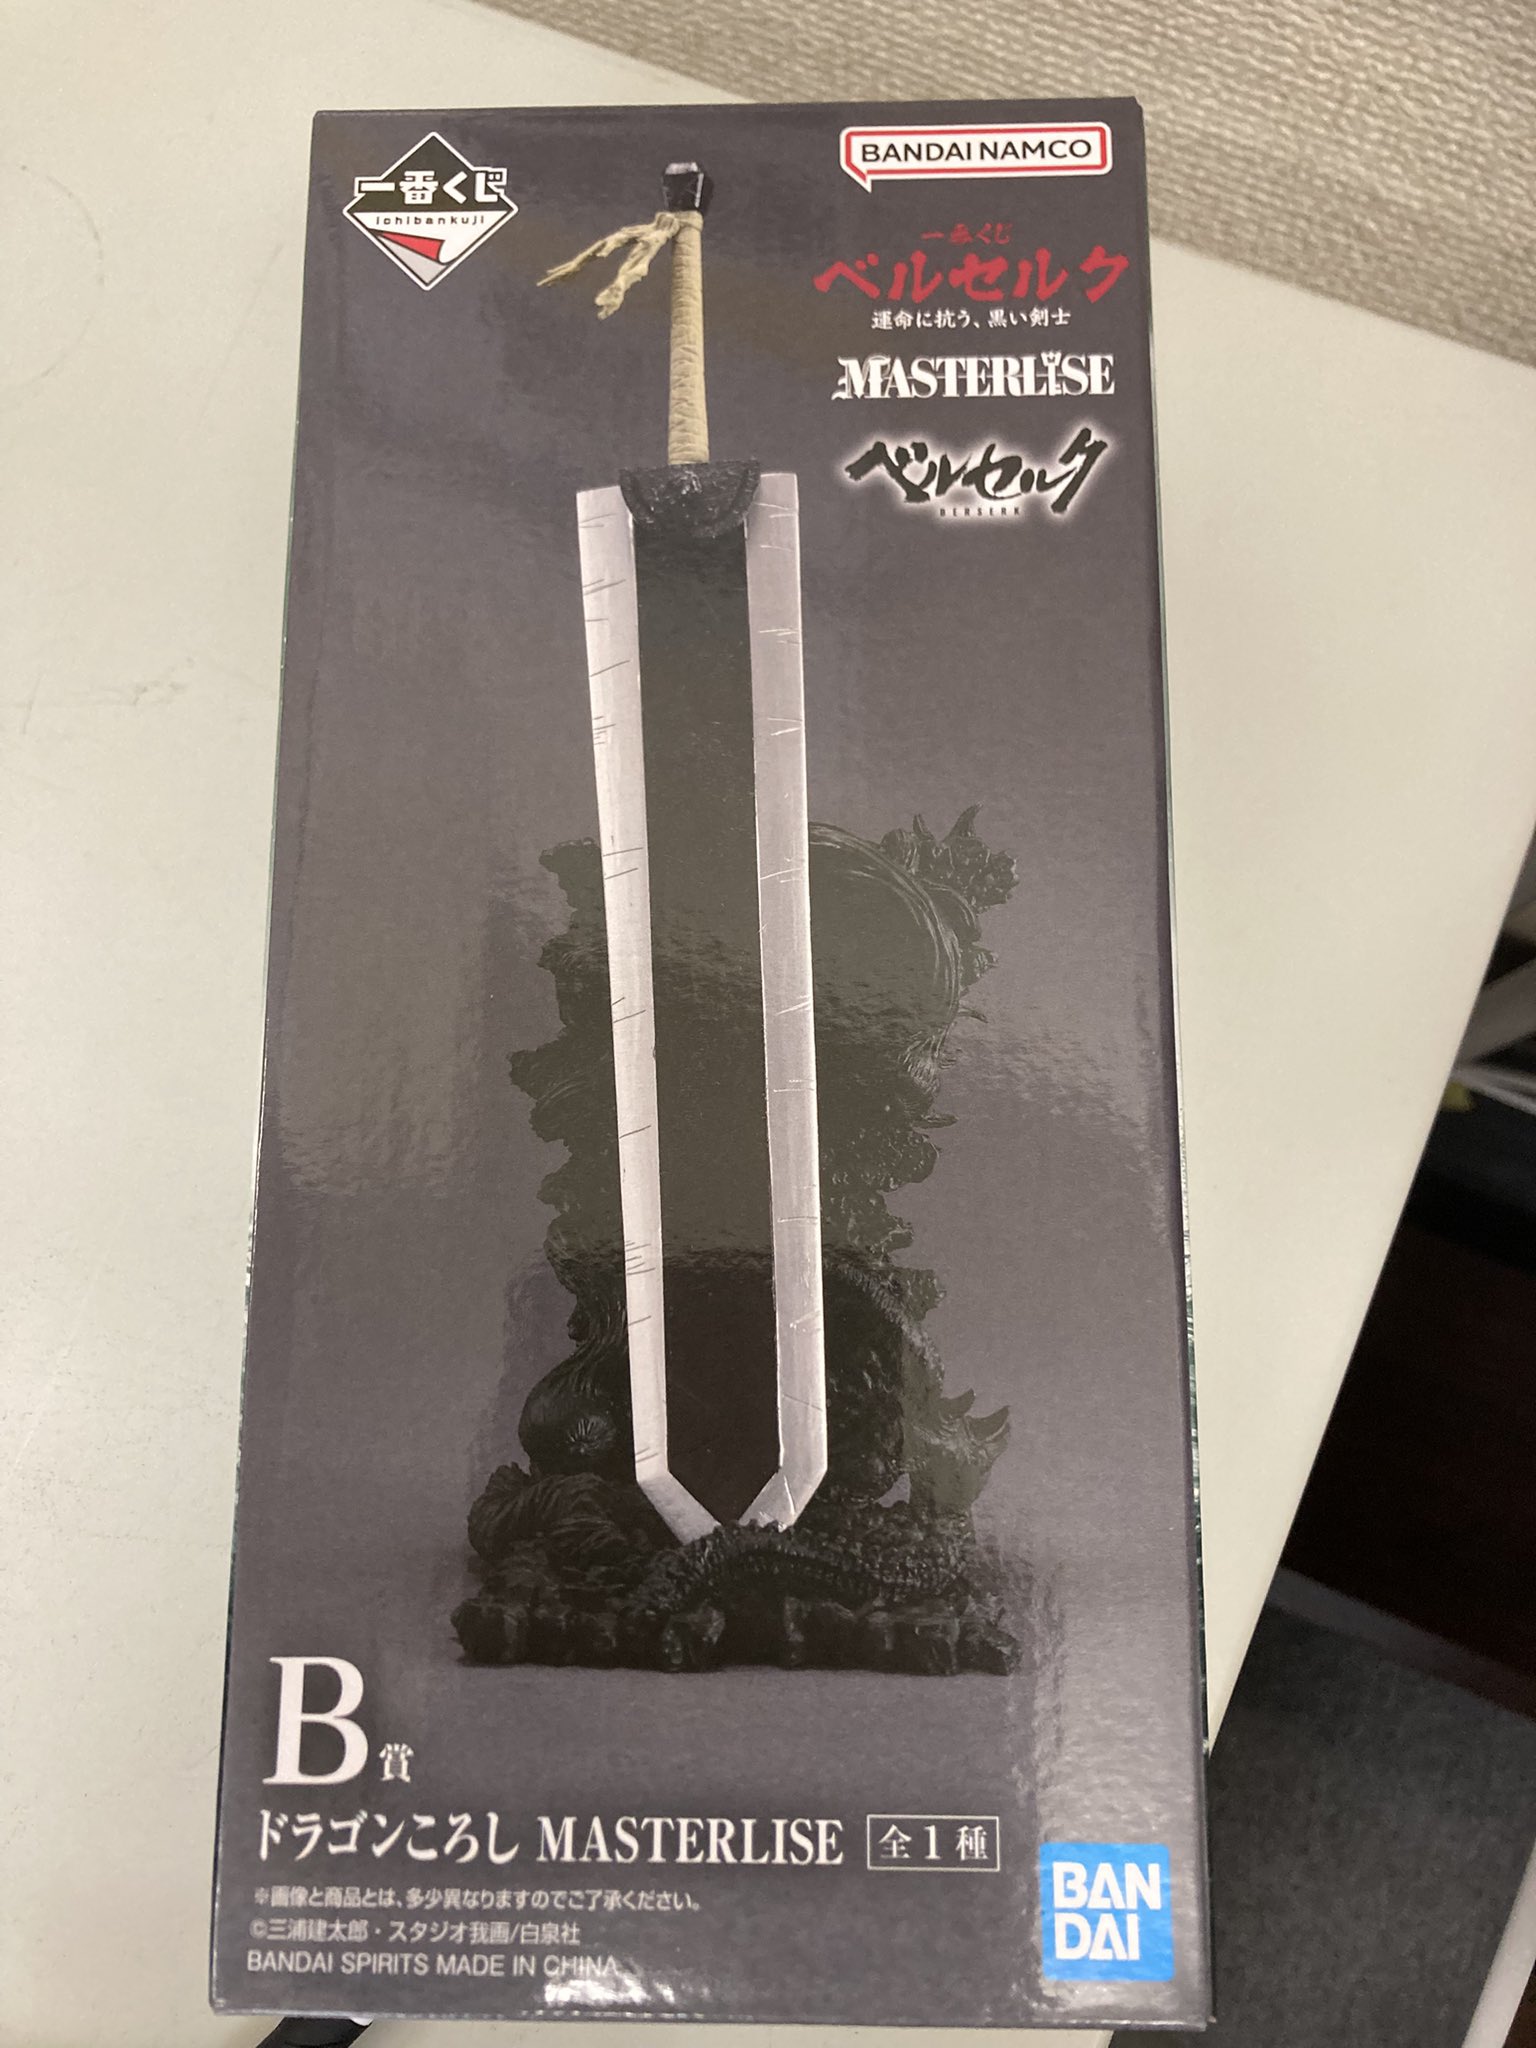 一番くじ
ichibankuji
BANDAI NAMCO
一番くじ
ベルセルク
運命に抗う、黒い剣士
MASTERLISE
ベルセルク
BERSERK
B賞
ドラゴンころし MASTERLISE 全1種
※画像と商品とは、多少異なりますのでご了承ください。
©三浦建太郎・スタジオ我画/白泉社
BANDAI SPIRITS MADE IN CHINA
BAN
DAI